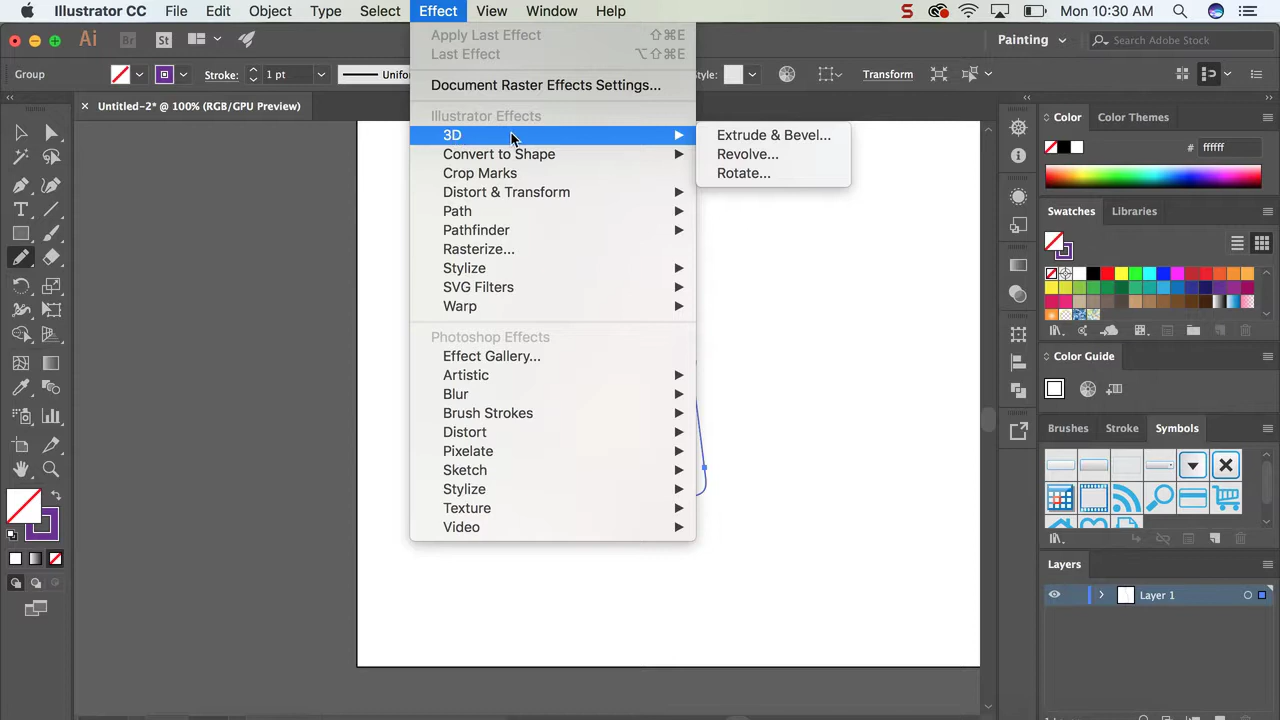 Illustrator CC File Edit Object Type Select Effect View Window Help S Mon 10:30 AM
Ai Br St Painting Search Adobe Stock
Group Stroke: 1 pt Unifor Style: Transform
× Untitled-2* @ 100% (RGB/GPU Preview)
Apply Last Effect ⇧⌘E
Last Effect ⌥⇧⌘E
Document Raster Effects Settings...
Illustrator Effects
3D
Convert to Shape
Crop Marks
Distort & Transform
Path
Pathfinder
Rasterize...
Stylize
SVG Filters
Warp
Photoshop Effects
Effect Gallery...
Artistic
Blur
Brush Strokes
Distort
Pixelate
Sketch
Stylize
Texture
Video
Extrude & Bevel...
Revolve...
Rotate...
Color Color Themes
# ffffff
Swatches Libraries
Color Guide
Brushes Stroke Symbols
Layers
Layer 1